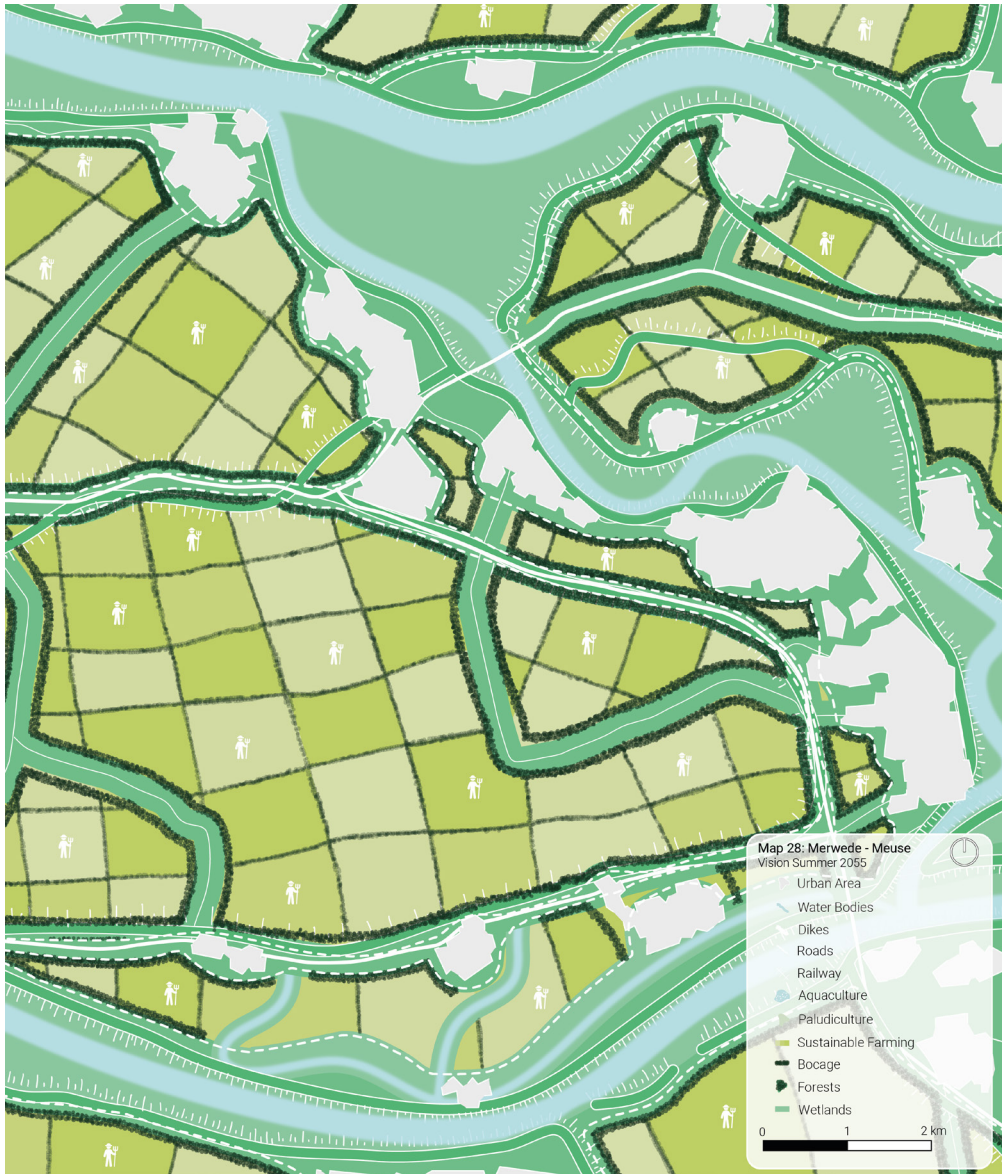 Map 28: Merwede - Meuse
Vision Summer 2055
Urban Area
Water Bodies
Dikes
Roads
Railway
Aquaculture
Paludiculture
Sustainable Farming
Bocage
Forests
Wetlands
0 1 2 km